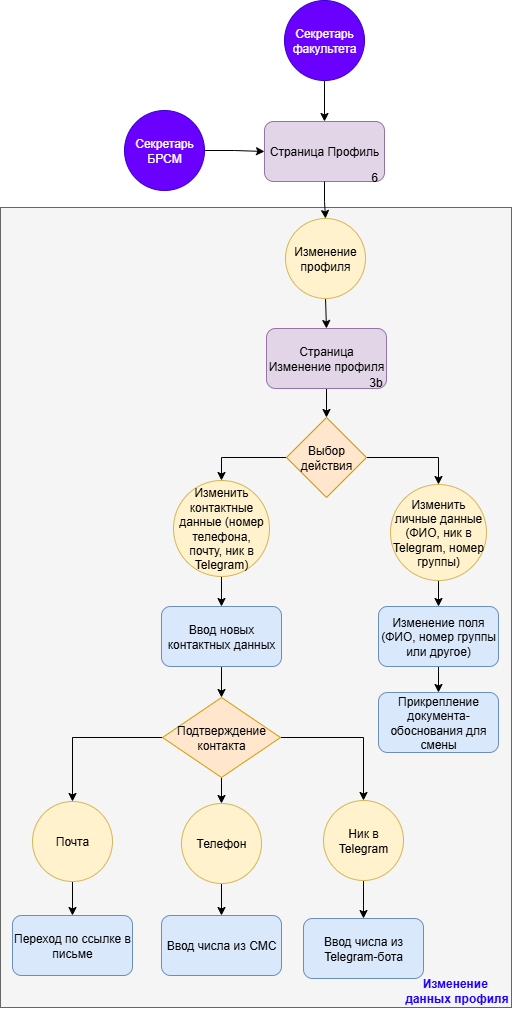 Секретарь
факультета
Секретарь
БРСМ
Страница Профиль
6
Изменение
профиля
Страница
Изменение профиля
3b
Выбор
действия
Изменить
контактные
данные (номер
телефона,
почту, ник в
Telegram)
Изменить
личные данные
(ФИО, ник в
Telegram, номер
группы)
Ввод новых
контактных данных
Изменение поля
(ФИО, номер группы
или другое)
Прикрепление
документа-
обоснования для
смены
Подтверждение
контакта
Почта
Телефон
Ник в
Telegram
Переход по ссылке в
письме
Ввод числа из СМС
Ввод числа из
Telegram-бота
Изменение
данных профиля